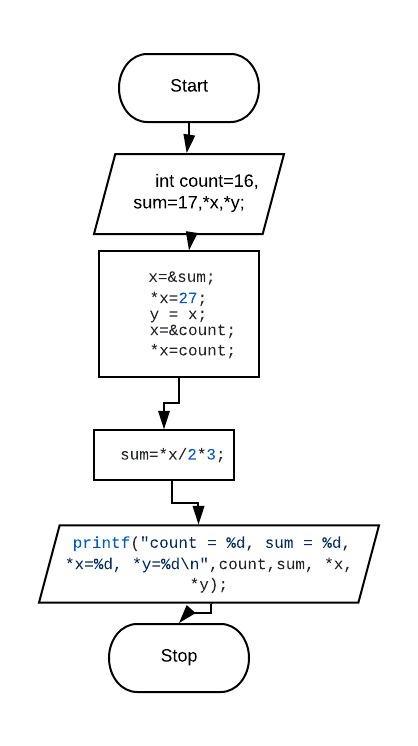 Start
int count=16,
sum=17,*x,*y;
x=&sum;
*x=27;
y = x;
x=&count;
*x=count;
sum=*x/2*3;
printf("count = %d, sum = %d,
*x=%d, *y=%d\n",count,sum, *x,
*y);
Stop